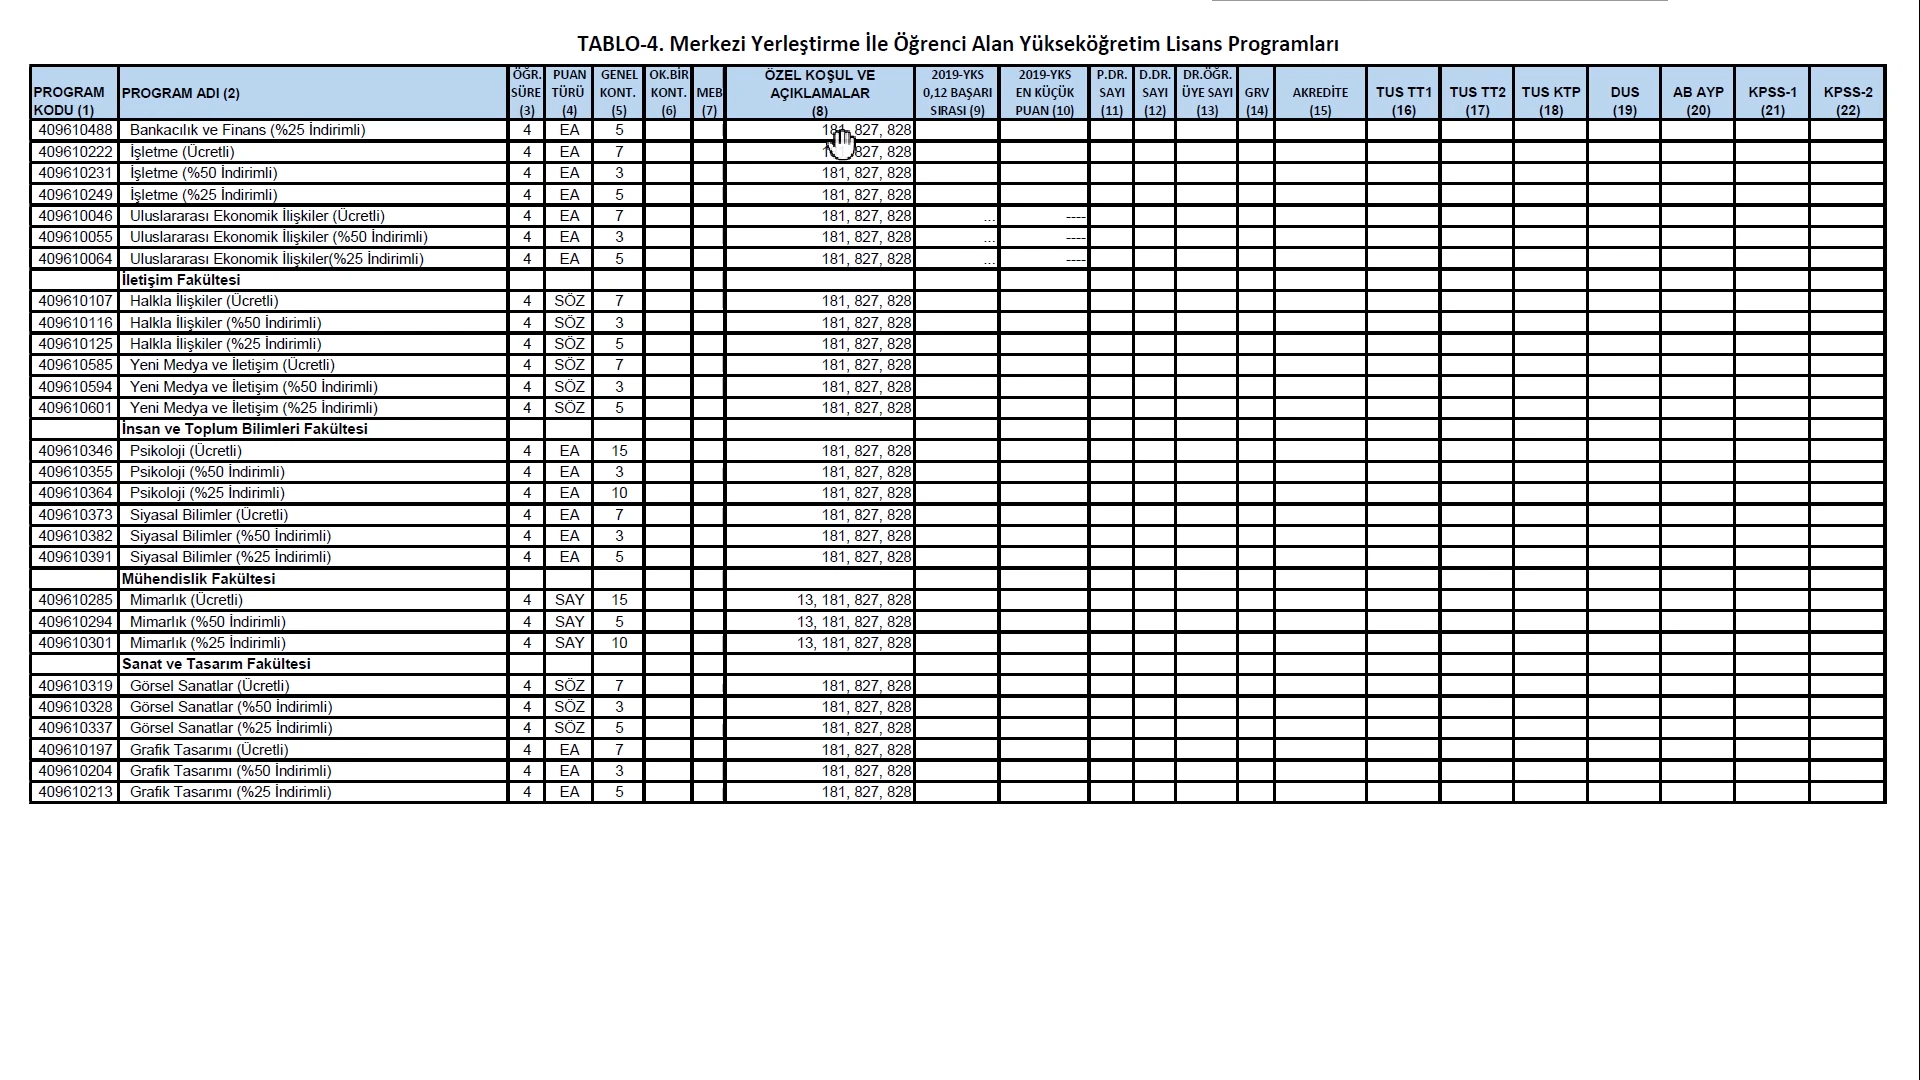 TABLO-4. Merkezi Yerleştirme İle Öğrenci Alan Yükseköğretim Lisans Programları
PROGRAM KODU (1) PROGRAM ADI (2) ÖĞR. SÜRE (3) PUAN TÜRÜ (4) GENEL KONT. (5) OK.BİR KONT. (6) MEB (7) ÖZEL KOŞUL VE AÇIKLAMALAR (8) 2019-YKS 0,12 BAŞARI SIRASI (9) 2019-YKS EN KÜÇÜK PUAN (10) P.DR. SAYI (11) D.DR. SAYI (12) DR.ÖĞR. ÜYE SAYI (13) GRV (14) AKREDİTE (15) TUS TT1 (16) TUS TT2 (17) TUS KTP (18) DUS (19) AB AYP (20) KPSS-1 (21) KPSS-2 (22)
409610488 Bankacılık ve Finans (%25 İndirimli) 4 EA 5 181, 827, 828
409610222 İşletme (Ücretli) 4 EA 7 827, 828
409610231 İşletme (%50 İndirimli) 4 EA 3 181, 827, 828
409610249 İşletme (%25 İndirimli) 4 EA 5 181, 827, 828
409610046 Uluslararası Ekonomik İlişkiler (Ücretli) 4 EA 7 181, 827, 828 ... ----
409610055 Uluslararası Ekonomik İlişkiler (%50 İndirimli) 4 EA 3 181, 827, 828 ... ----
409610064 Uluslararası Ekonomik İlişkiler(%25 İndirimli) 4 EA 5 181, 827, 828 ... ----
İletişim Fakültesi
409610107 Halkla İlişkiler (Ücretli) 4 SÖZ 7 181, 827, 828
409610116 Halkla İlişkiler (%50 İndirimli) 4 SÖZ 3 181, 827, 828
409610125 Halkla İlişkiler (%25 İndirimli) 4 SÖZ 5 181, 827, 828
409610585 Yeni Medya ve İletişim (Ücretli) 4 SÖZ 7 181, 827, 828
409610594 Yeni Medya ve İletişim (%50 İndirimli) 4 SÖZ 3 181, 827, 828
409610601 Yeni Medya ve İletişim (%25 İndirimli) 4 SÖZ 5 181, 827, 828
İnsan ve Toplum Bilimleri Fakültesi
409610346 Psikoloji (Ücretli) 4 EA 15 181, 827, 828
409610355 Psikoloji (%50 İndirimli) 4 EA 3 181, 827, 828
409610364 Psikoloji (%25 İndirimli) 4 EA 10 181, 827, 828
409610373 Siyasal Bilimler (Ücretli) 4 EA 7 181, 827, 828
409610382 Siyasal Bilimler (%50 İndirimli) 4 EA 3 181, 827, 828
409610391 Siyasal Bilimler (%25 İndirimli) 4 EA 5 181, 827, 828
Mühendislik Fakültesi
409610285 Mimarlık (Ücretli) 4 SAY 15 13, 181, 827, 828
409610294 Mimarlık (%50 İndirimli) 4 SAY 5 13, 181, 827, 828
409610301 Mimarlık (%25 İndirimli) 4 SAY 10 13, 181, 827, 828
Sanat ve Tasarım Fakültesi
409610319 Görsel Sanatlar (Ücretli) 4 SÖZ 7 181, 827, 828
409610328 Görsel Sanatlar (%50 İndirimli) 4 SÖZ 3 181, 827, 828
409610337 Görsel Sanatlar (%25 İndirimli) 4 SÖZ 5 181, 827, 828
409610197 Grafik Tasarımı (Ücretli) 4 EA 7 181, 827, 828
409610204 Grafik Tasarımı (%50 İndirimli) 4 EA 3 181, 827, 828
409610213 Grafik Tasarımı (%25 İndirimli) 4 EA 5 181, 827, 828